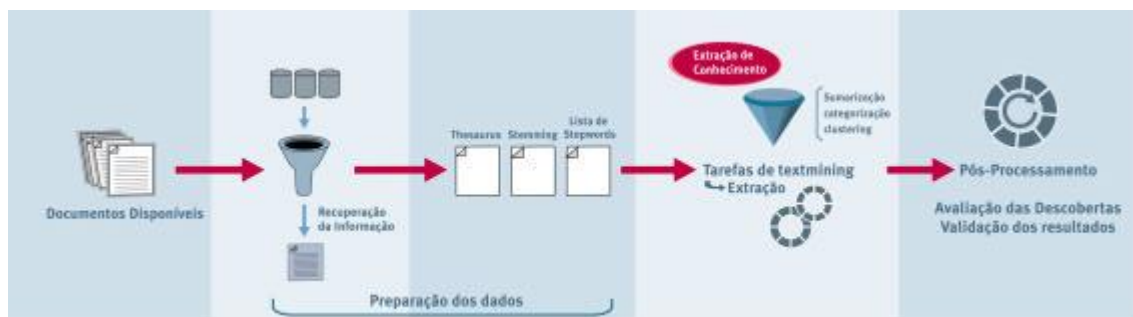 Documentos Disponíveis
Recuperação
da Informação
Thesaurus
Stemming
Lista de
Stopwords
Preparação dos dados
Extração de
Conhecimento
Sumorização
categorização
clustering
Tarefas de textmining
Extração
Pós-Processamento
Avaliação das Descobertas
Validação dos resultados